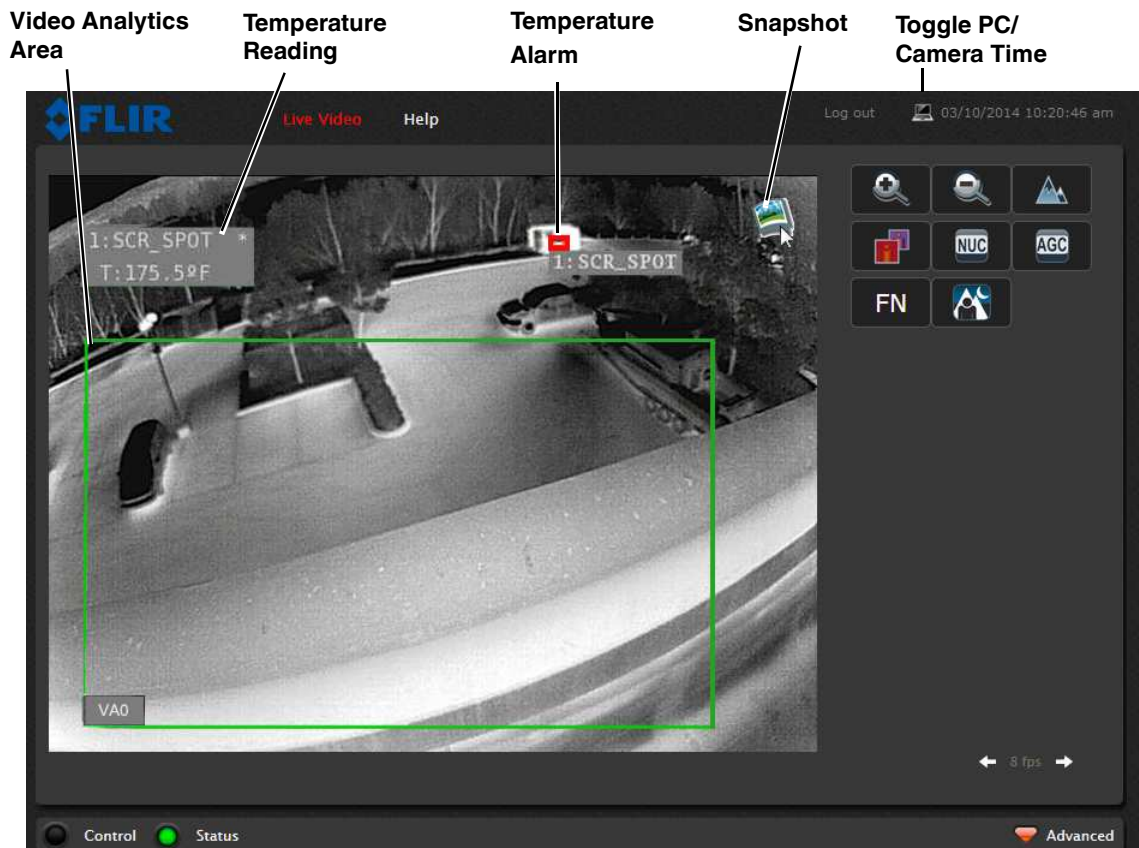 Video Analytics
Area
Temperature
Reading
Temperature
Alarm
Snapshot
Toggle PC/
Camera Time
FLIR
Live Video
Help
Log out
03/10/2014 10:20:46 am
1:SCR_SPOT *
T:175.5ºF
1:SCR_SPOT
NUC
AGC
FN
VA0
8 fps
Control
Status
Advanced